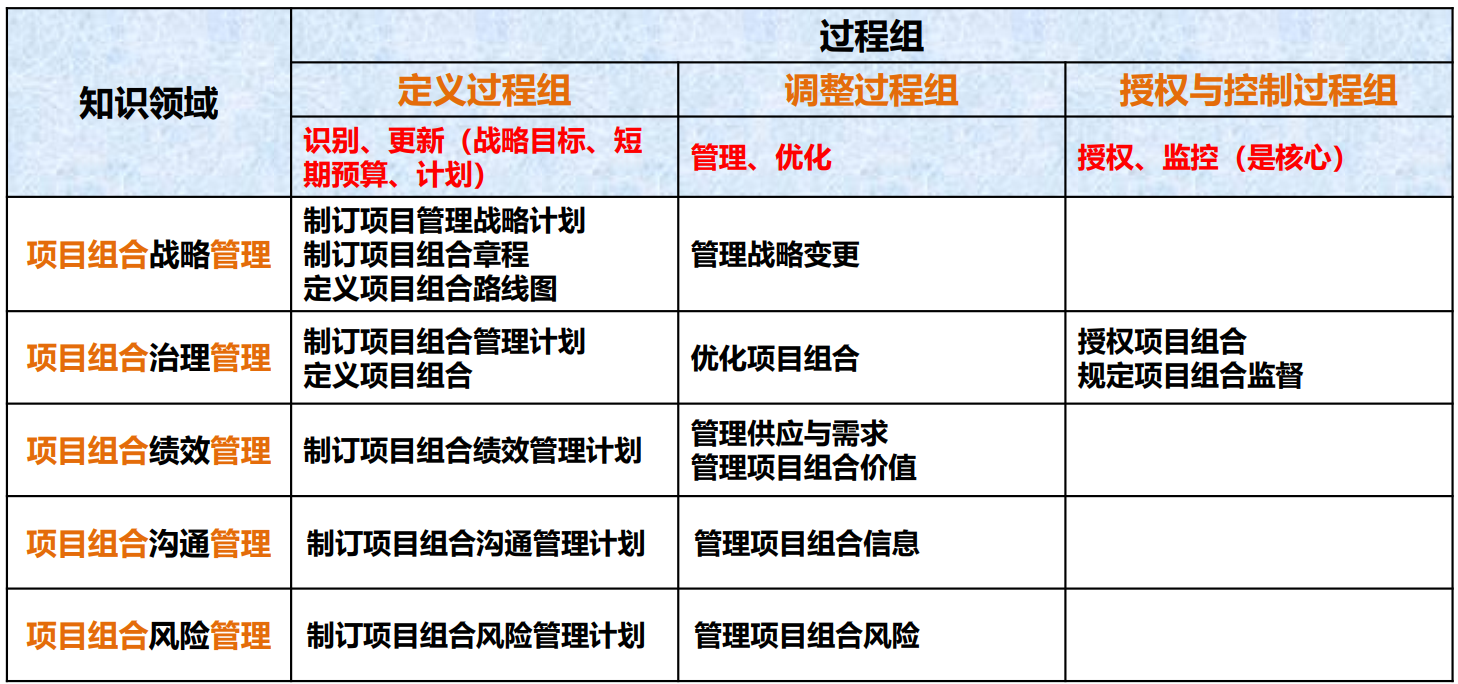 知识领域
过程组
定义过程组
调整过程组
授权与控制过程组
识别、更新（战略目标、短
期预算、计划）
管理、优化
授权、监控（是核心）
项目组合战略管理
制订项目管理战略计划
制订项目组合章程
定义项目组合路线图
管理战略变更
项目组合治理管理
制订项目组合管理计划
定义项目组合
优化项目组合
授权项目组合
规定项目组合监督
项目组合绩效管理
制订项目组合绩效管理计划
管理供应与需求
管理项目组合价值
项目组合沟通管理
制订项目组合沟通管理计划
管理项目组合信息
项目组合风险管理
制订项目组合风险管理计划
管理项目组合风险